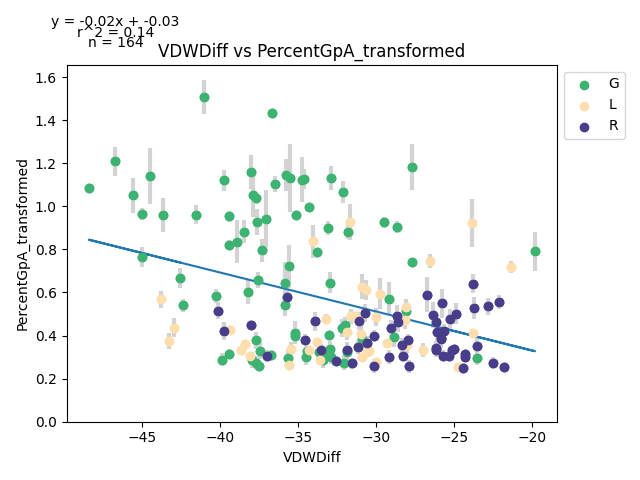 y = -0.02x + -0.03
r^2 = 0.14
n = 164
VDWDiff vs PercentGpA_transformed
G
L
R
PercentGpA_transformed
1.6
1.4
1.2
1.0
0.8
0.6
0.4
0.2
0.0
−45
−40
−35
−30
−25
−20
VDWDiff